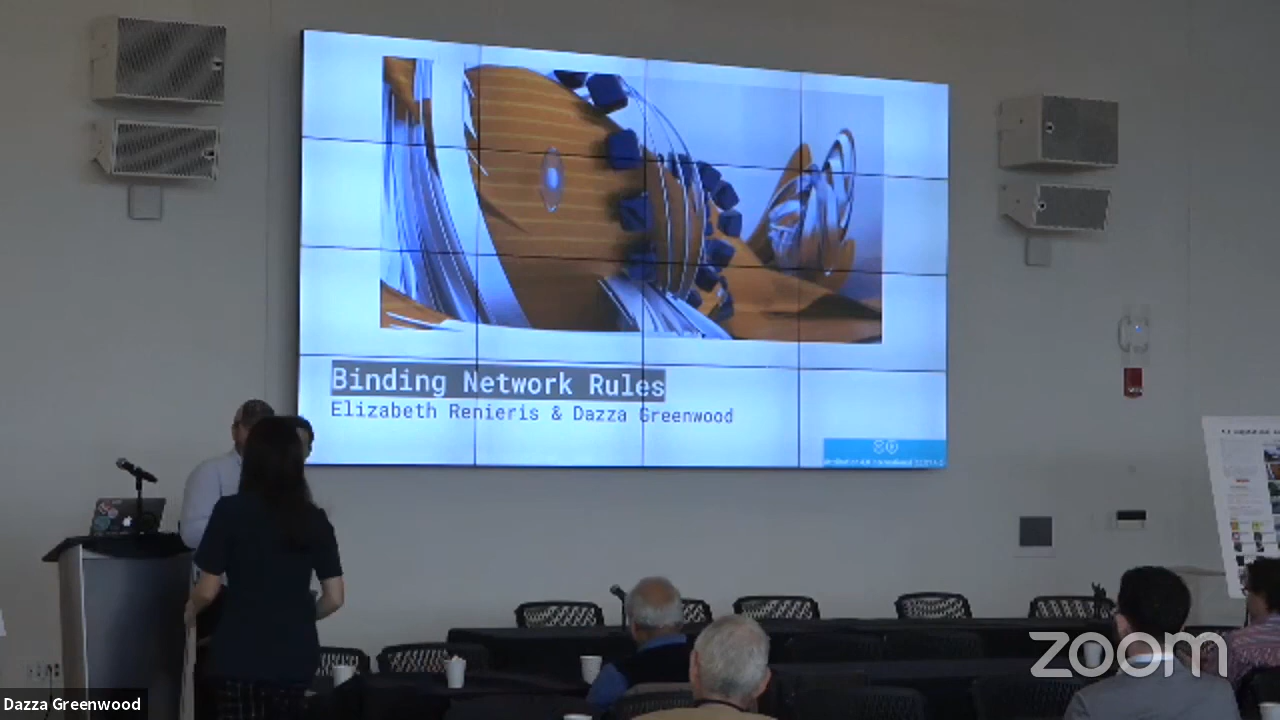 Binding Network Rules
Elizabeth Renieris & Dazza Greenwood
zoom
Dazza Greenwood